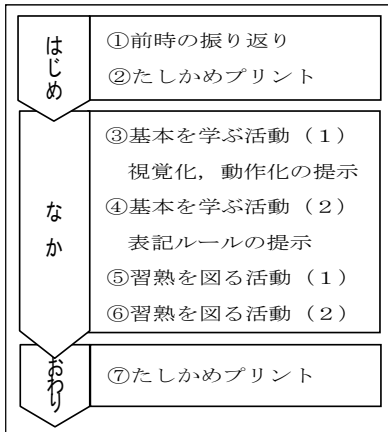 はじめ
①前時の振り返り
②たしかめプリント
なか
③基本を学ぶ活動（１）
視覚化，動作化の提示
④基本を学ぶ活動（２）
表記ルールの提示
⑤習熟を図る活動（１）
⑥習熟を図る活動（２）
おわり
⑦たしかめプリント